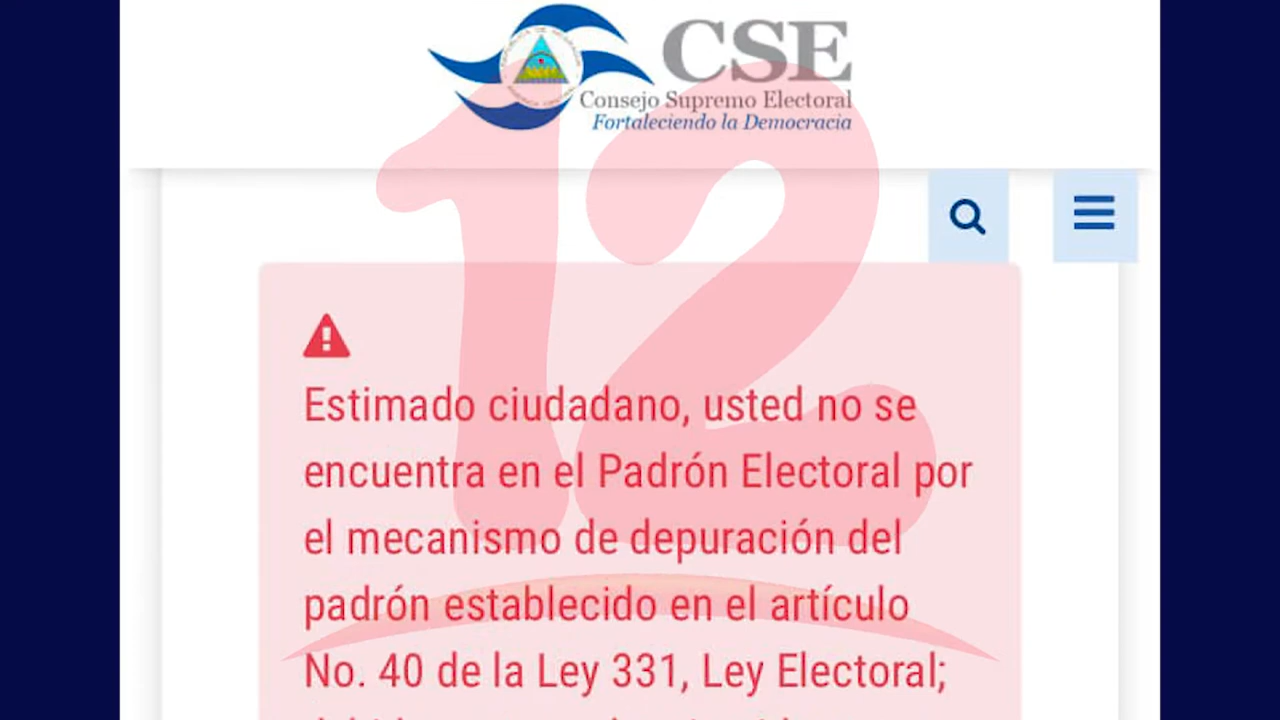 CSE
Consejo Supremo Electoral
Fortaleciendo la Democracia
12
Estimado ciudadano, usted no se
encuentra en el Padrón Electoral por
el mecanismo de depuración del
padrón establecido en el artículo
No. 40 de la Ley 331, Ley Electoral;